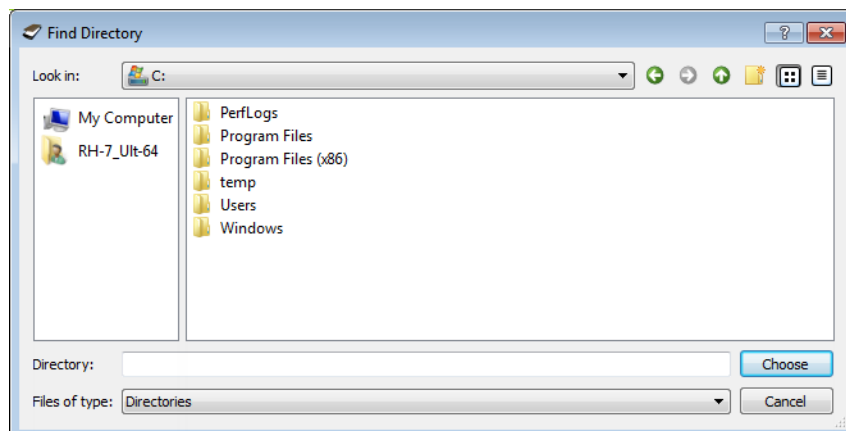 Find Directory
Look in:
C:
My Computer
RH-7_Ult-64
PerfLogs
Program Files
Program Files (x86)
temp
Users
Windows
Directory:
Choose
Files of type:
Directories
Cancel